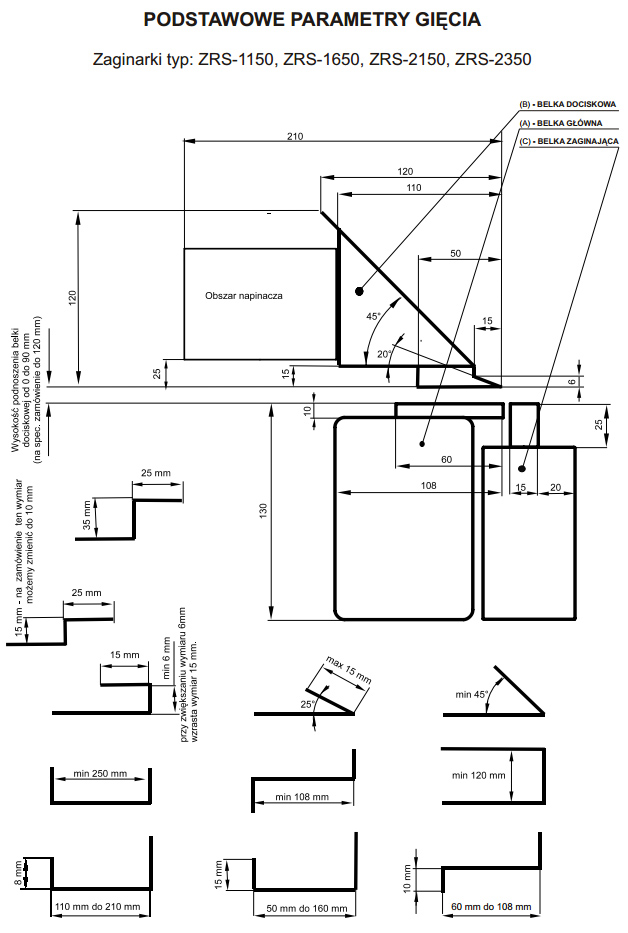 PODSTAWOWE PARAMETRY GIĘCIA
Zaginarki typ: ZRS-1150, ZRS-1650, ZRS-2150, ZRS-2350
(B) - BELKA DOCISKOWA
(A) - BELKA GŁÓWNA
(C) - BELKA ZAGINAJĄCA
210
120
110
50
15
120
Obszar napinacza
45°
20°
25
15
6
Wysokość podnoszenia belki
dociskowej od 0 do 90 mm
(na spec. zamówienie do 120 mm)
10
25
60
108
15
20
130
25 mm
35 mm
15 mm - na zamówienie ten wymiar
możemy zmienić do 10 mm
25 mm
15 mm
min 6 mm
przy zwiększaniu wymiaru 6mm
wzrasta wymiar 15 mm.
max 15 mm
25°
min 45°
min 250 mm
min 108 mm
min 120 mm
8 mm
110 mm do 210 mm
15 mm
50 mm do 160 mm
10 mm
60 mm do 108 mm